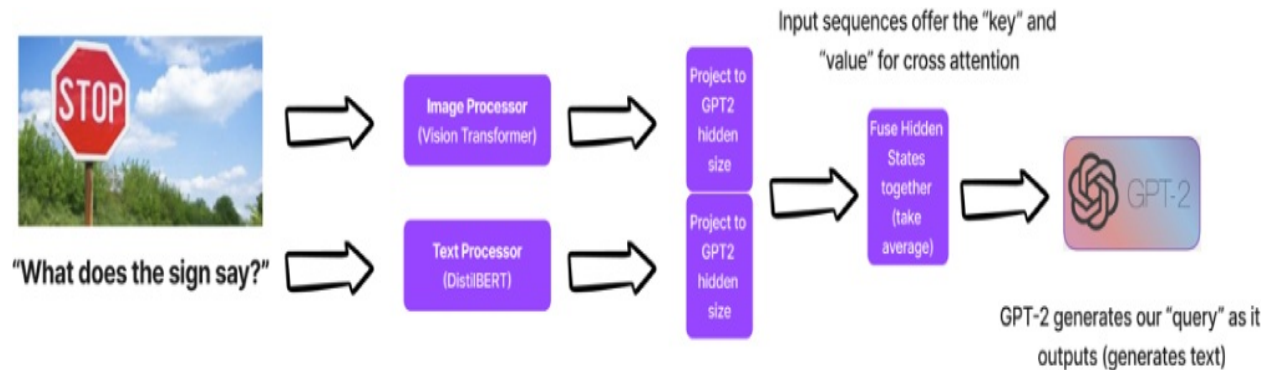 Input sequences offer the “key” and
“value” for cross attention
STOP
Image Processor
(Vision Transformer)
Project to
GPT2
hidden
size
Fuse Hidden
States
together
(take
average)
GPT-2
“What does the sign say?”
Text Processor
(DistilBERT)
Project to
GPT2
hidden
size
GPT-2 generates our “query” as it
outputs (generates text)